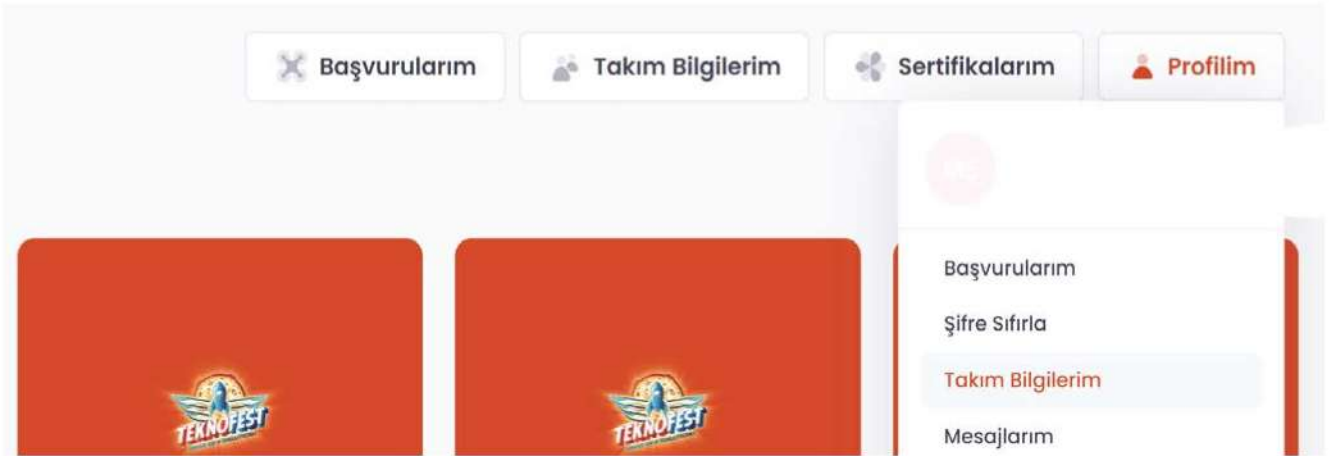 Başvurularım
Takım Bilgilerim
Sertifikalarım
Profilim
Başvurularım
Şifre Sıfırla
Takım Bilgilerim
Mesajlarım
TEKNOFEST
TEKNOFEST